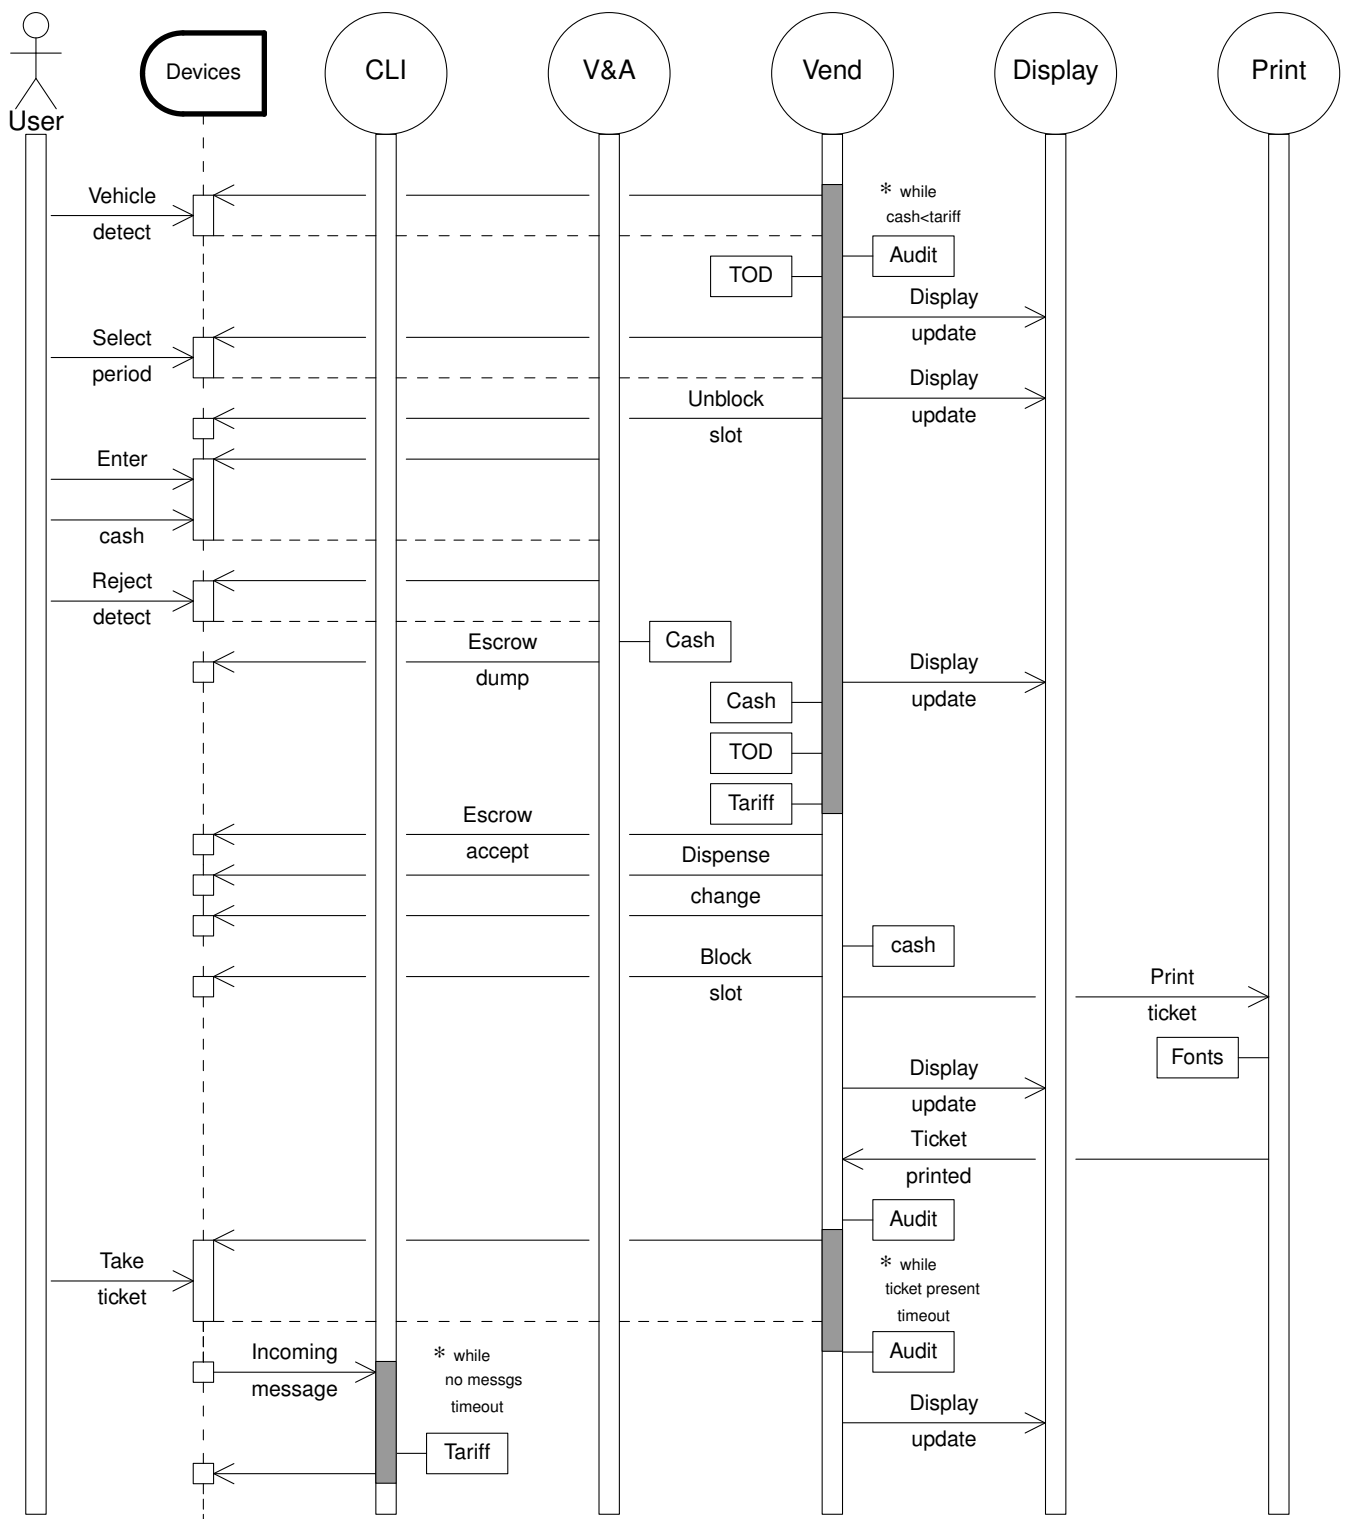 User
Devices
CLI
V&A
Vend
Display
Print
Vehicle
detect
* while
cash<tariff
Audit
TOD
Display
update
Select
period
Display
update
Unblock
slot
Enter
cash
Reject
detect
Cash
Escrow
dump
Display
update
Cash
TOD
Tariff
Escrow
accept
Dispense
change
cash
Block
slot
Print
ticket
Fonts
Display
update
Ticket
printed
Audit
Take
ticket
* while
ticket present
timeout
Audit
Incoming
message
* while
no messgs
timeout
Display
update
Tariff